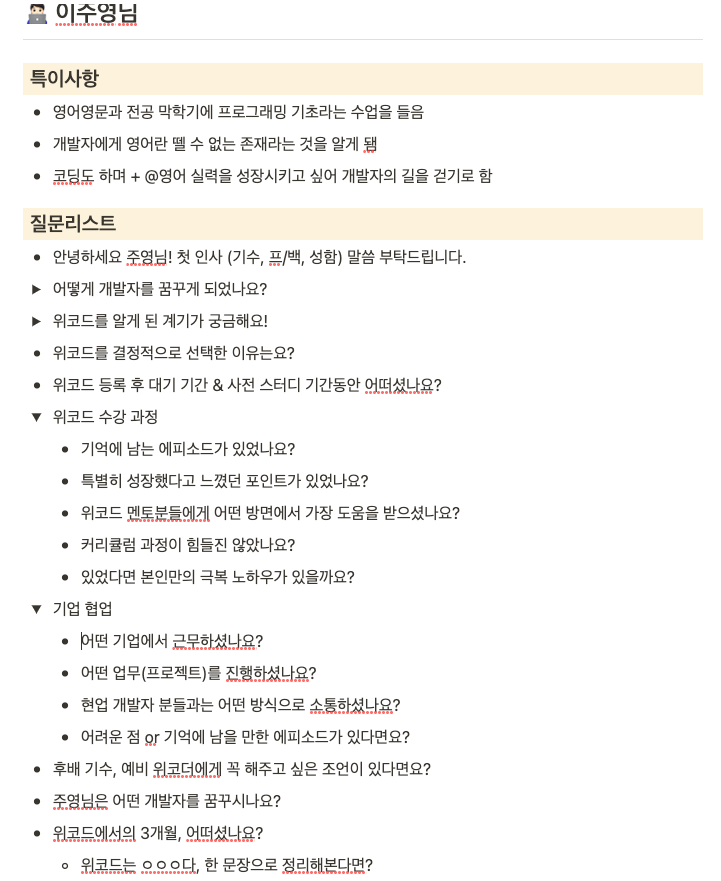 이주영님
특이사항
영어영문과 전공 막학기에 프로그래밍 기초라는 수업을 들음
개발자에게 영어란 뗄 수 없는 존재라는 것을 알게 됌
코딩도 하며 + @영어 실력을 성장시키고 싶어 개발자의 길을 걷기로 함
질문리스트
안녕하세요 주영님! 첫 인사 (기수, 프/백, 성함) 말씀 부탁드립니다.
어떻게 개발자를 꿈꾸게 되었나요?
위코드를 알게 된 계기가 궁금해요!
위코드를 결정적으로 선택한 이유는요?
위코드 등록 후 대기 기간 & 사전 스터디 기간동안 어떠셨나요?
위코드 수강 과정
기억에 남는 에피소드가 있었나요?
특별히 성장했다고 느꼈던 포인트가 있었나요?
위코드 멘토분들에게 어떤 방면에서 가장 도움을 받으셨나요?
커리큘럼 과정이 힘들진 않았나요?
있었다면 본인만의 극복 노하우가 있을까요?
기업 협업
어떤 기업에서 근무하셨나요?
어떤 업무(프로젝트)를 진행하셨나요?
현업 개발자 분들과는 어떤 방식으로 소통하셨나요?
어려운 점 or 기억에 남을 만한 에피소드가 있다면요?
후배 기수, 예비 위코더에게 꼭 해주고 싶은 조언이 있다면요?
주영님은 어떤 개발자를 꿈꾸시나요?
위코드에서의 3개월, 어떠셨나요?
위코드는 ㅇㅇㅇ다, 한 문장으로 정리해본다면?